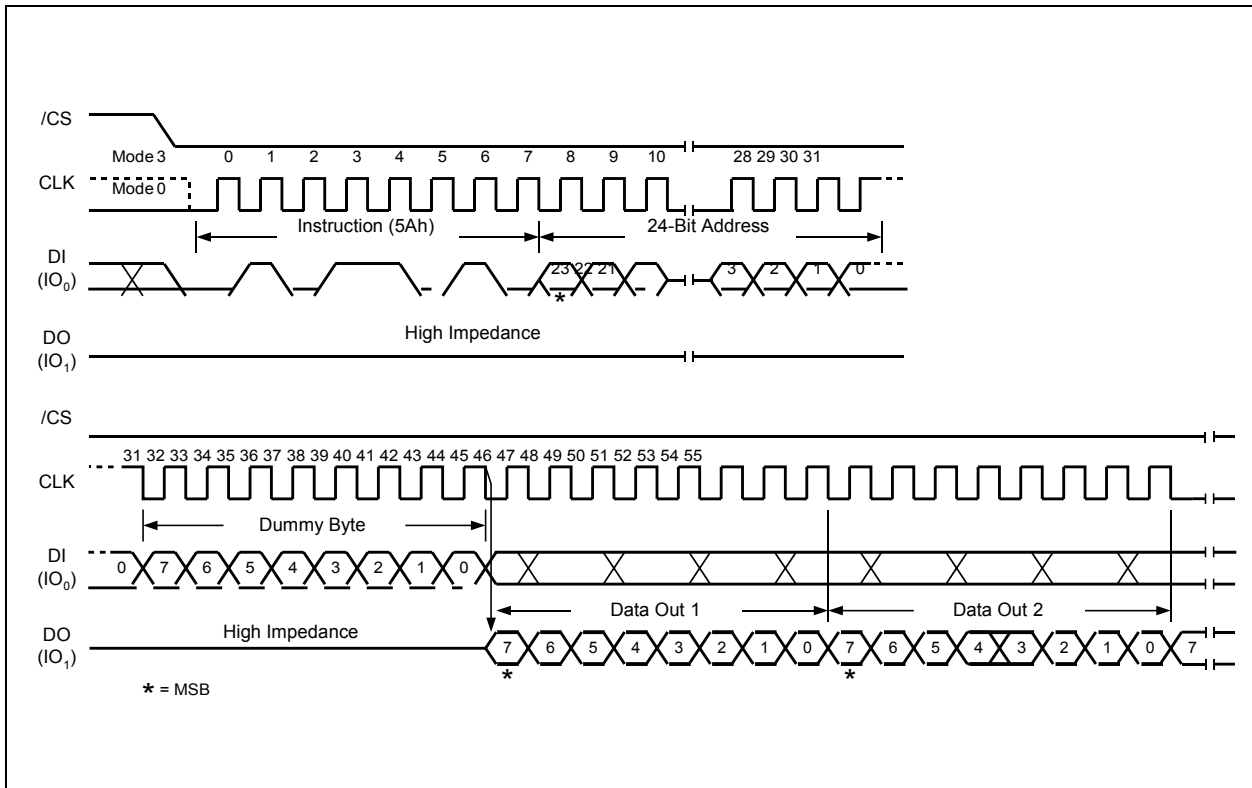 /CS
Mode 3 0 1 2 3 4 5 6 7 8 9 10 28 29 30 31
CLK Mode 0
Instruction (5Ah) 24-Bit Address
DI
(IO0) 23 22 21 3 2 1 0
*
High Impedance
DO
(IO1)
/CS
31 32 33 34 35 36 37 38 39 40 41 42 43 44 45 46 47 48 49 50 51 52 53 54 55
CLK
Dummy Byte
DI
(IO0) 0 7 6 5 4 3 2 1 0
Data Out 1 Data Out 2
High Impedance
DO
(IO1) 7 6 5 4 3 2 1 0 7 6 5 4 3 2 1 0 7
* *
* = MSB